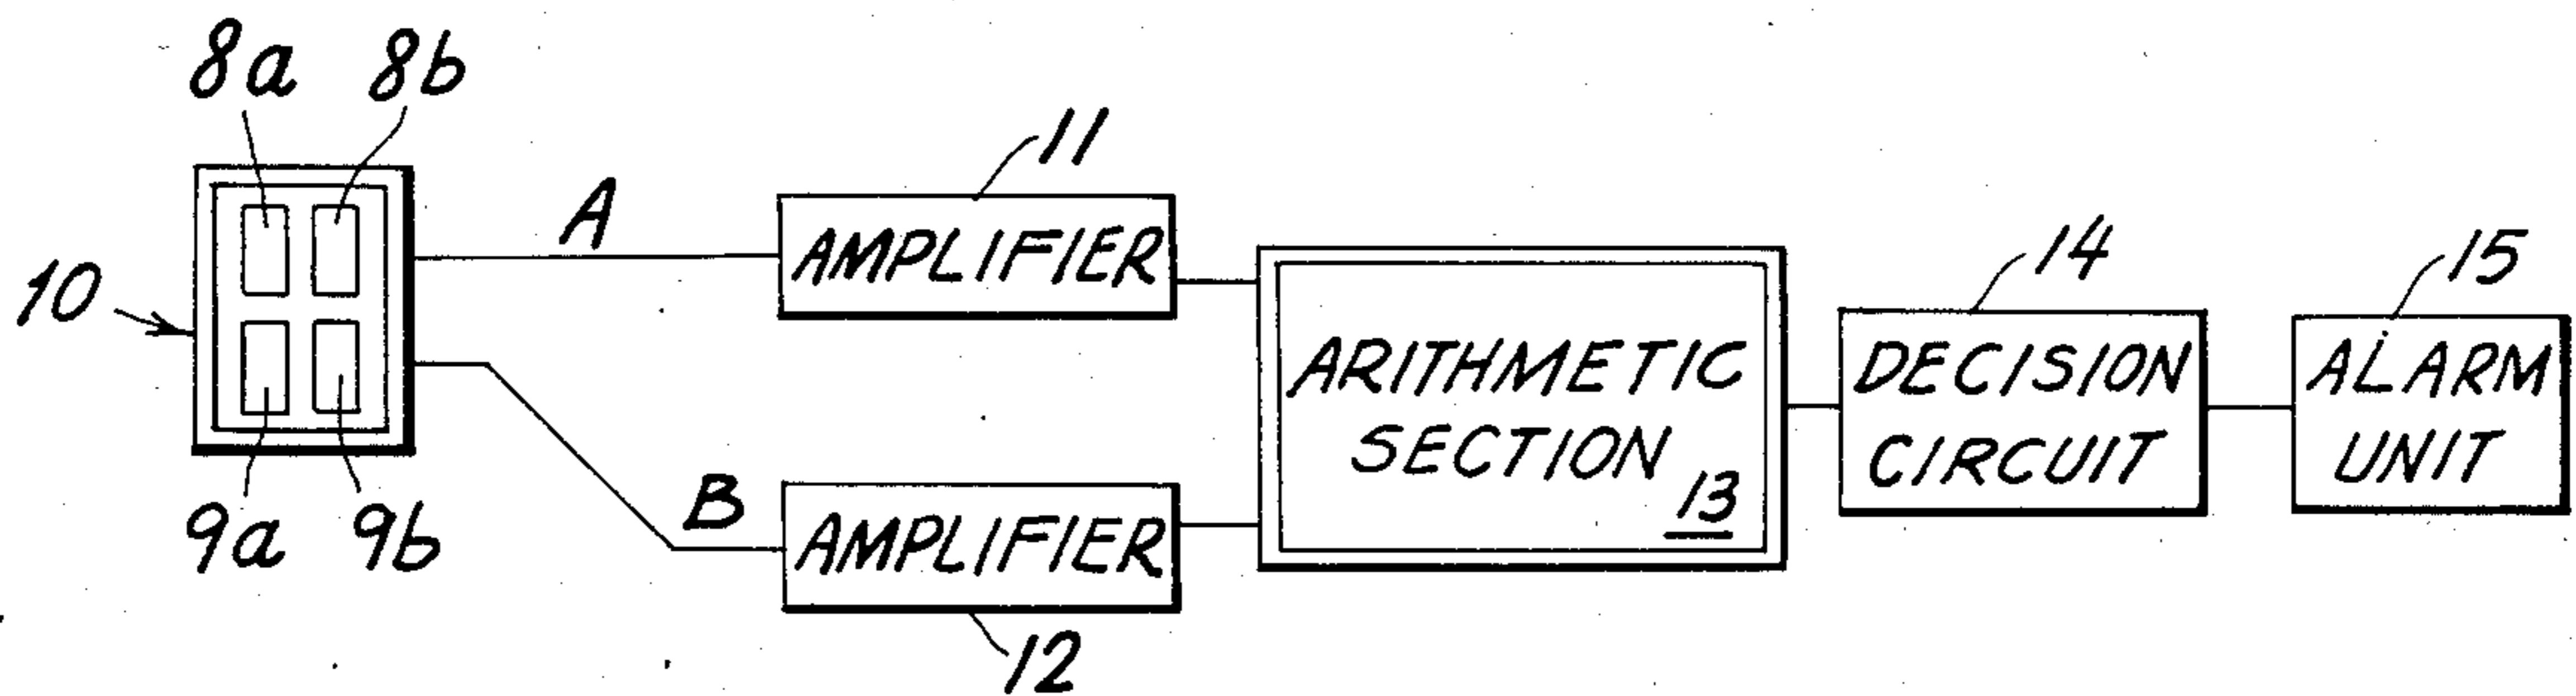 8a 8b
10
9a 9b
A
B
11
AMPLIFIER
AMPLIFIER
12
ARITHMETIC
SECTION
13
14
DECISION
CIRCUIT
15
ALARM
UNIT